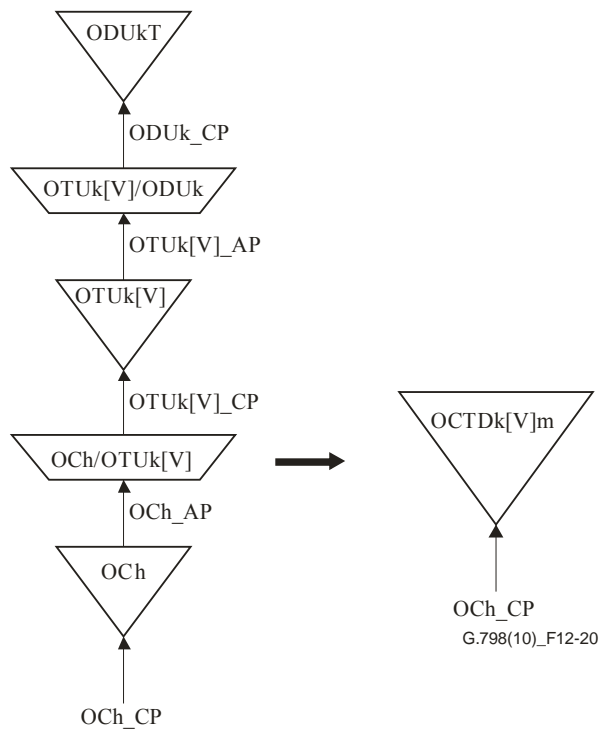 ODUkT
ODUk_CP
OTUk[V]/ODUk
OTUk[V]_AP
OTUk[V]
OTUk[V]_CP
OCh/OTUk[V]
OCh_AP
OCh
OCh_CP
OCTDk[V]m
OCh_CP
G.798(10)_F12-20